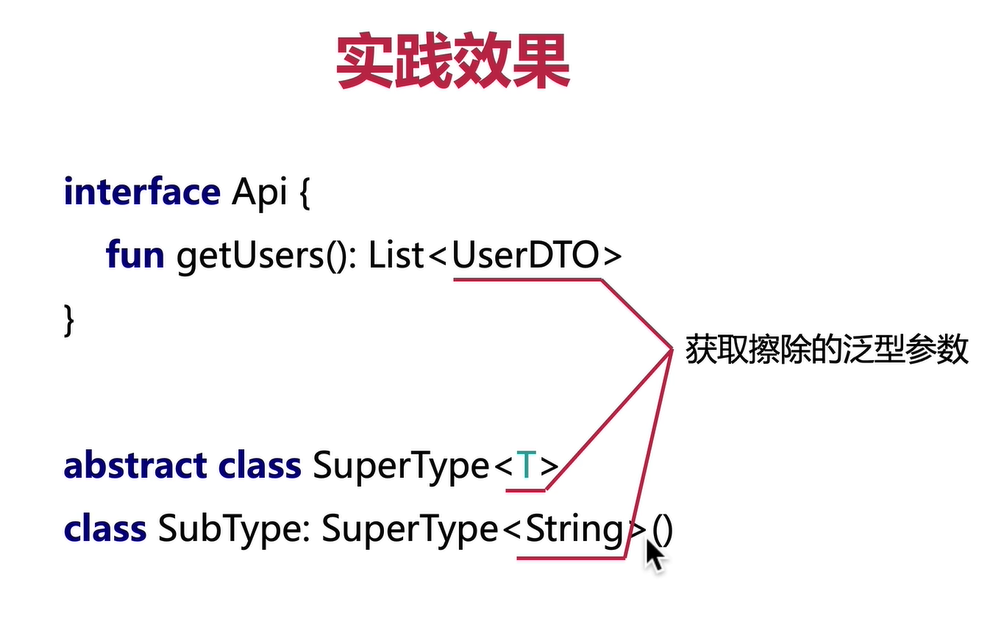 实践效果
interface Api {
fun getUsers(): List<UserDTO>
}
获取擦除的泛型参数
abstract class SuperType<T>
class SubType: SuperType<String>()